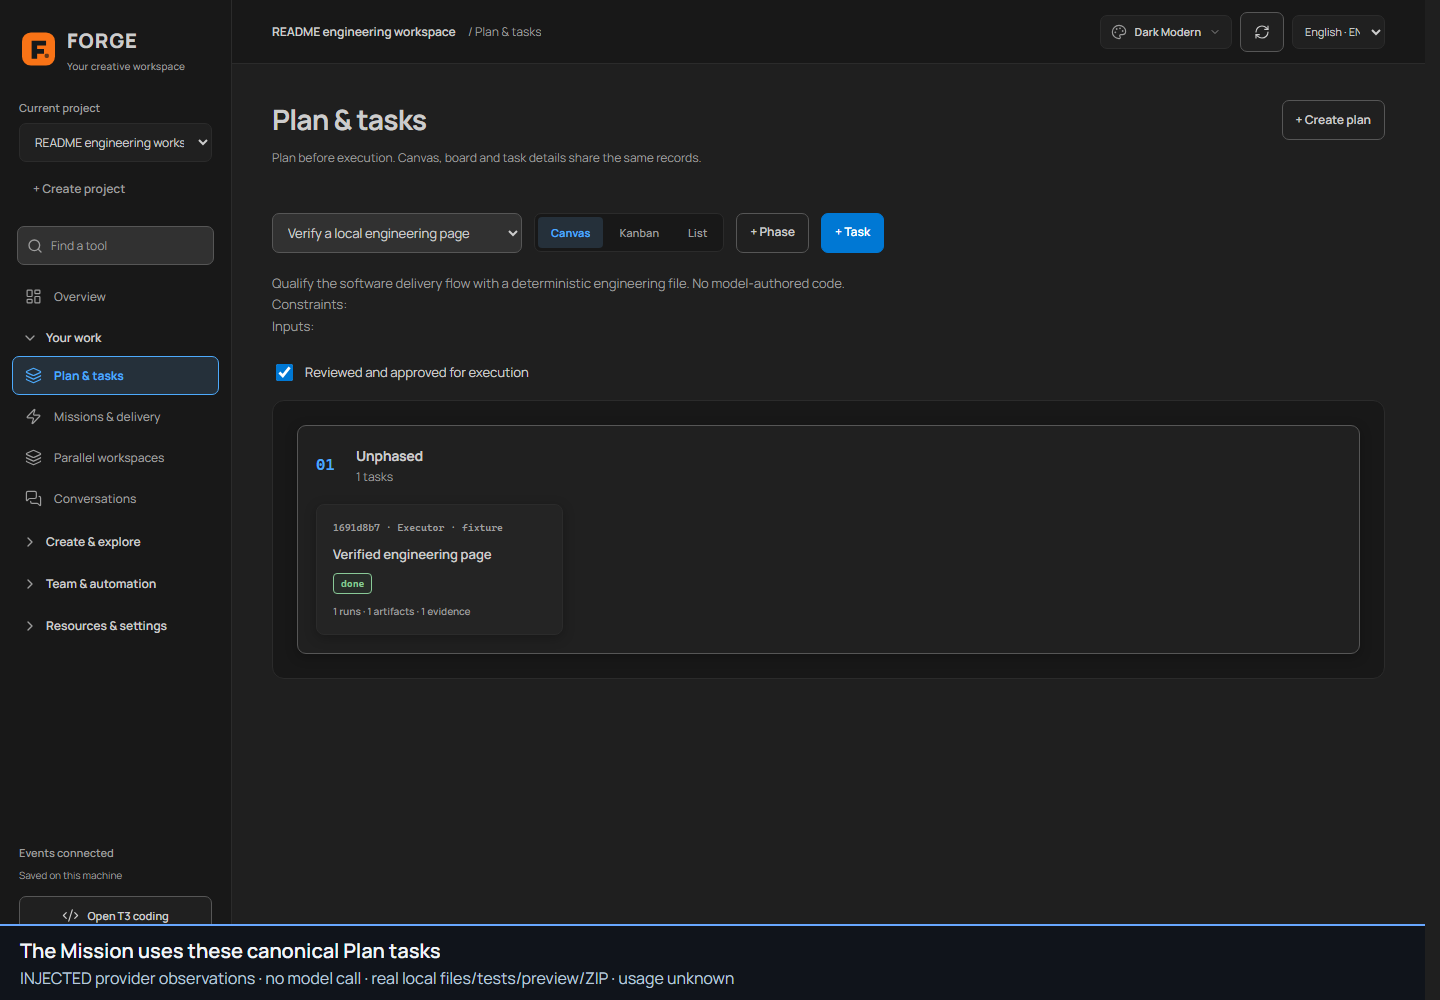 FORGE
Your creative workspace
Current project
README engineering works
+ Create project
Find a tool
Overview
Your work
Plan & tasks
Missions & delivery
Parallel workspaces
Conversations
Create & explore
Team & automation
Resources & settings
Events connected
Saved on this machine
</> Open T3 coding
README engineering workspace / Plan & tasks
Dark Modern
English · EN
Plan & tasks
+ Create plan
Plan before execution. Canvas, board and task details share the same records.
Verify a local engineering page
Canvas Kanban List
+ Phase
+ Task
Qualify the software delivery flow with a deterministic engineering file. No model-authored code.
Constraints:
Inputs:
Reviewed and approved for execution
01
Unphased
1 tasks
1691d8b7 · Executor · fixture
Verified engineering page
done
1 runs · 1 artifacts · 1 evidence
The Mission uses these canonical Plan tasks
INJECTED provider observations · no model call · real local files/tests/preview/ZIP · usage unknown